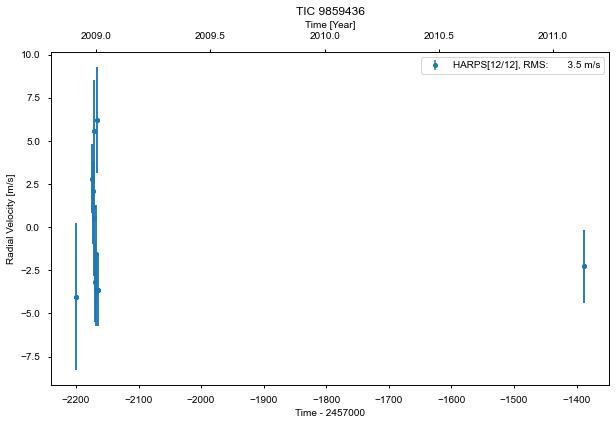 TIC 9859436
Time [Year]
2009.0 2009.5 2010.0 2010.5 2011.0
HARPS[12/12], RMS: 3.5 m/s
Radial Velocity [m/s]
10.0
7.5
5.0
2.5
0.0
−2.5
−5.0
−7.5
−2200 −2100 −2000 −1900 −1800 −1700 −1600 −1500 −1400
Time - 2457000